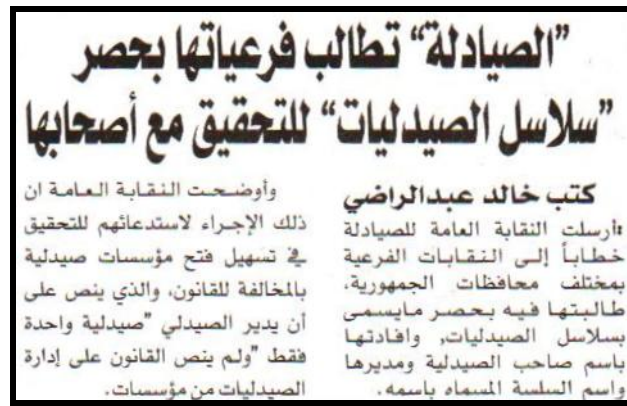 ”الصيادلة“ تطالب فرعياتها بحصر
”سلاسل الصيدليات“ للتحقيق مع أصحابها
كتب خالد عبدالراضي
أرسلت النقابة العامة للصيادلة
خطاباً إلى النقابات الفرعية
بمختلف محافظات الجمهورية،
طالبتها فيه بحصر مايسمى
بسلاسل الصيدليات, وافادتها
باسم صاحب الصيدلية ومديرها
واسم السلسة المسماه باسمه.
وأوضحت النقابة العامة ان
ذلك الإجراء لاستدعائهم للتحقيق
في تسهيل فتح مؤسسات صيدلية
بالمخالفة للقانون، والذي ينص على
أن يدير الصيدلي ”صيدلية واحدة
فقط ”ولم ينص القانون على إدارة
الصيدليات من مؤسسات.